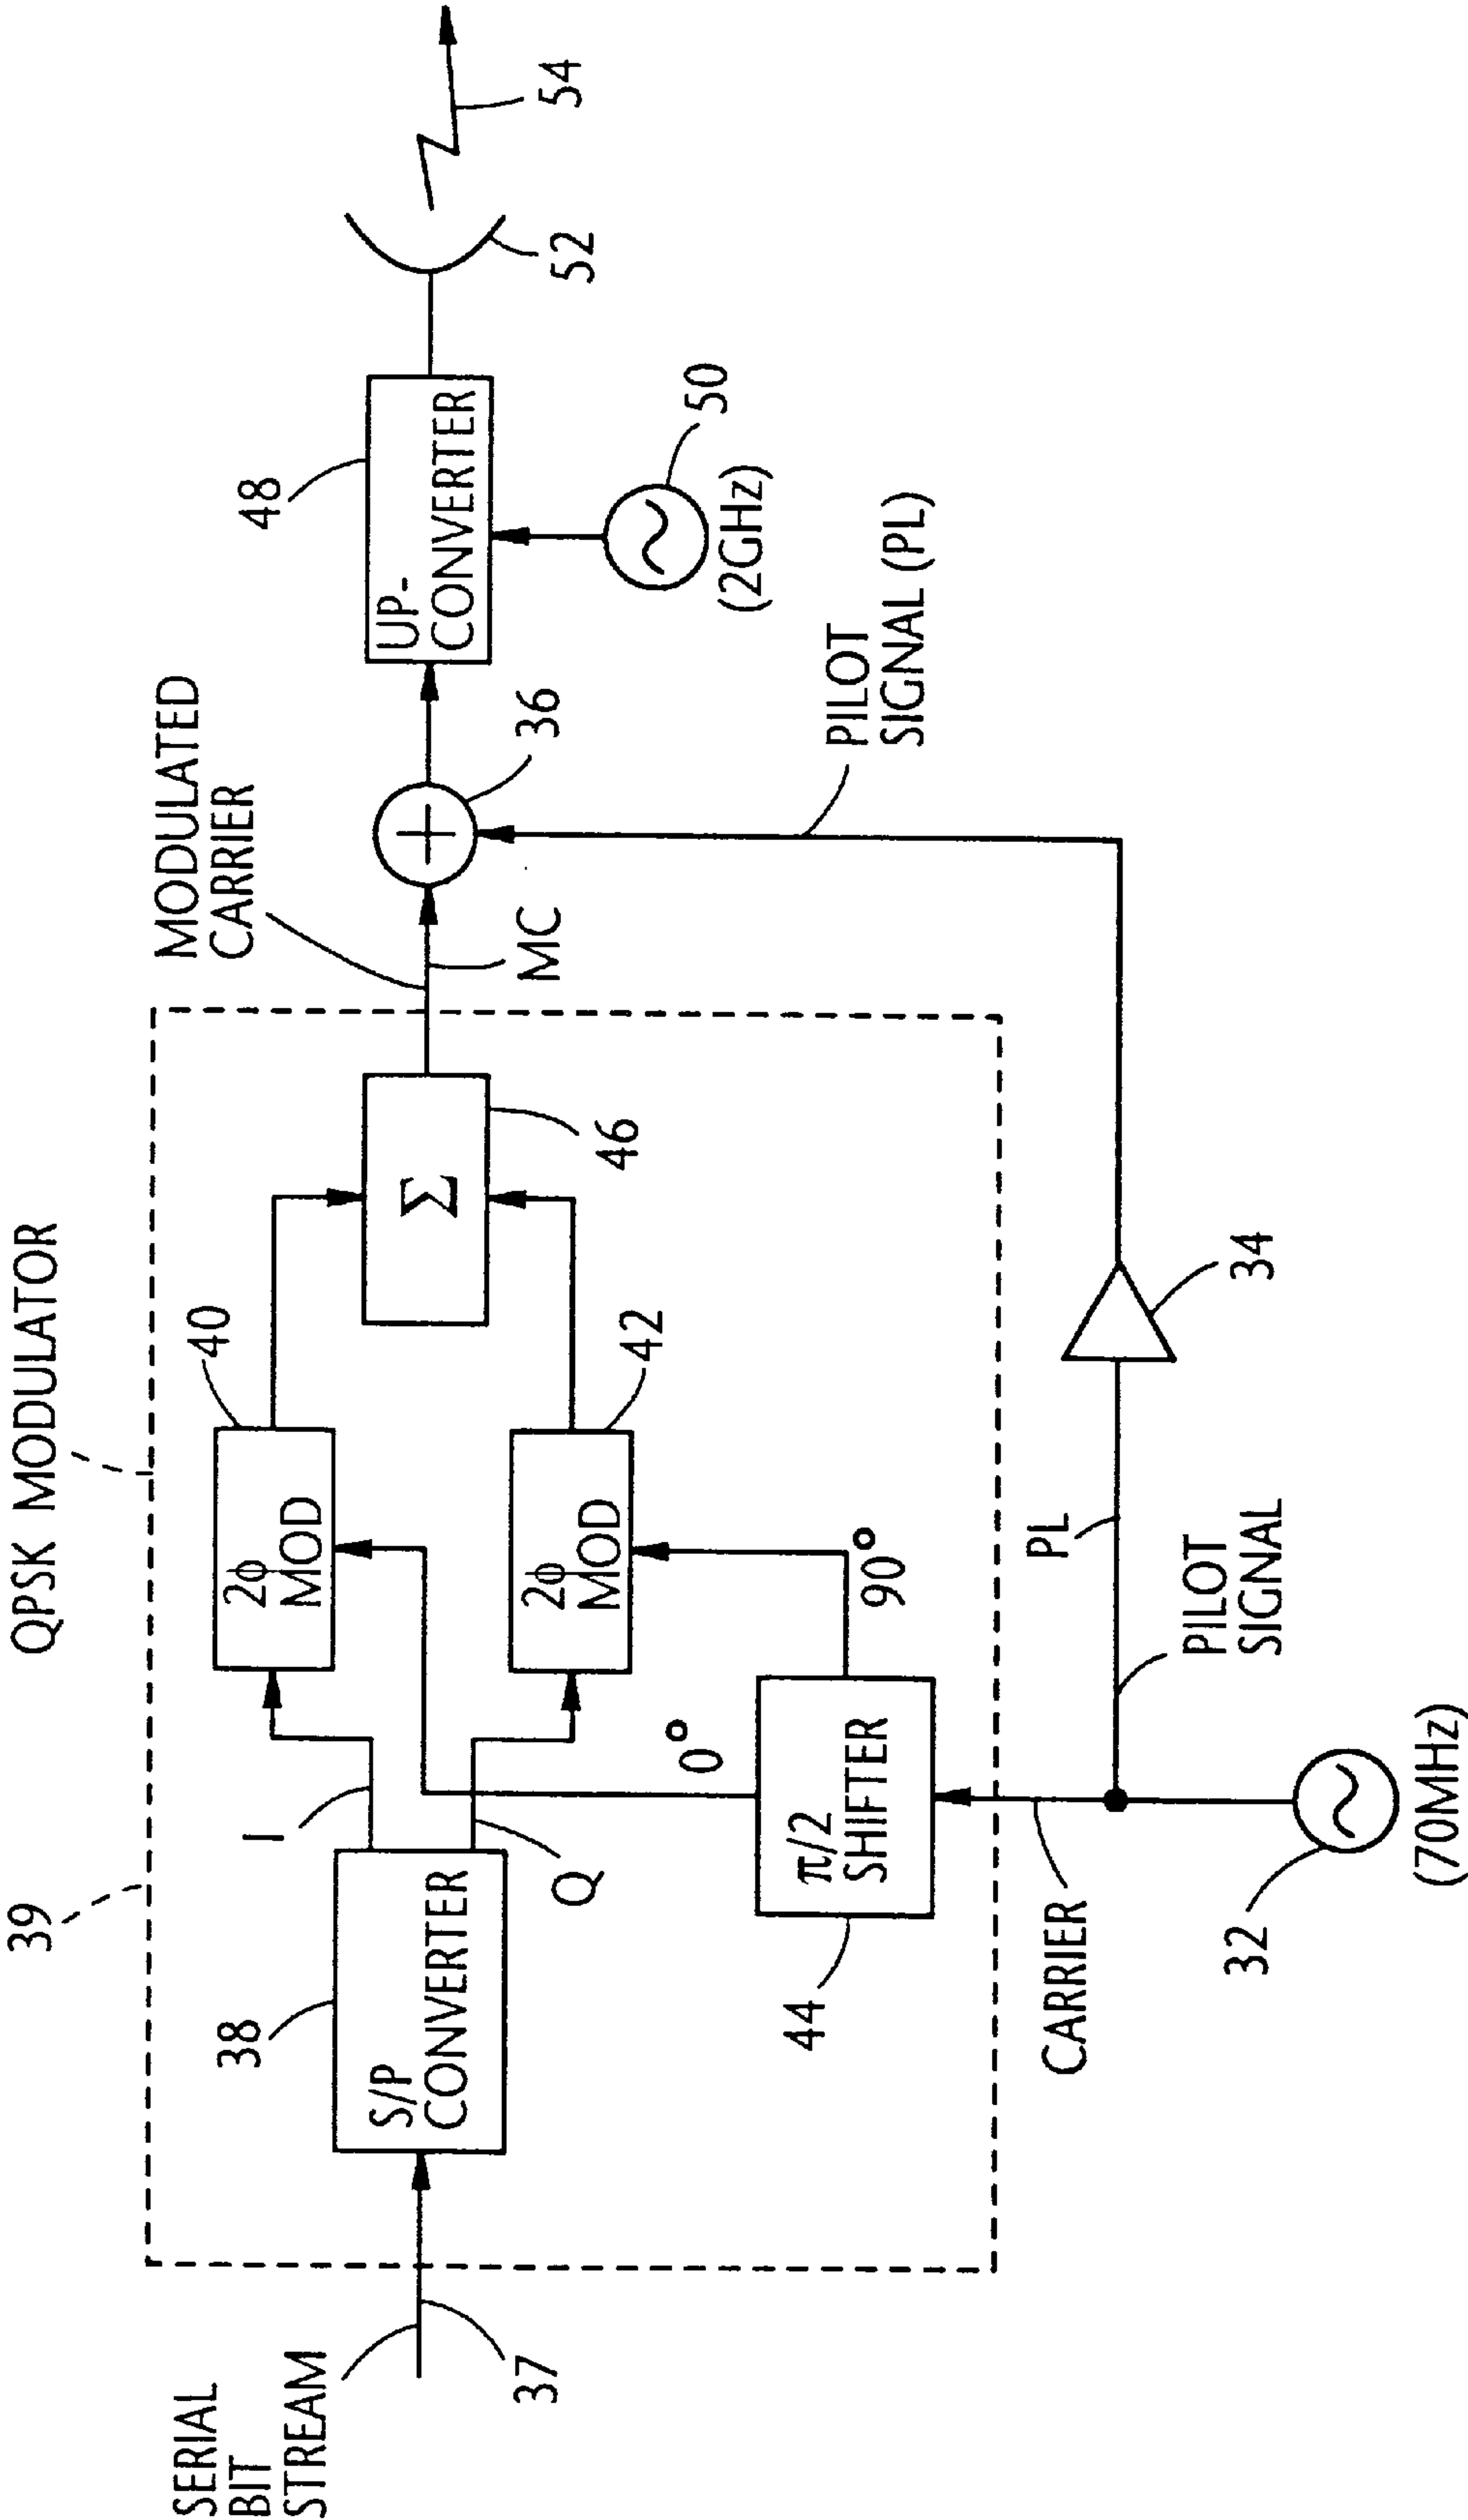 QPSK MODULATOR
39
SERIAL
BIT
STREAM
37
38
S/P
CONVERTER
I
Q
40
2Φ
MOD
42
2Φ
MOD
0°
90°
44
π/2
SHIFTER
Σ
46
MODULATED
CARRIER
MC
36
48
UP-
CONVERTER
50
(2GHz)
52
54
PILOT
SIGNAL (PL)
CARRIER
PL
34
PILOT
SIGNAL
32
(70MHz)